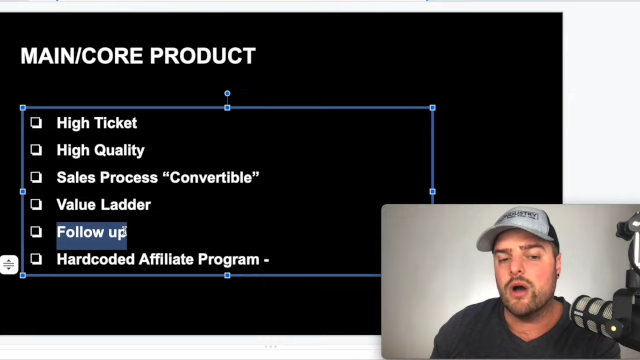 MAIN/CORE PRODUCT
High Ticket
High Quality
Sales Process “Convertible”
Value Ladder
Follow up
Hardcoded Affiliate Program -